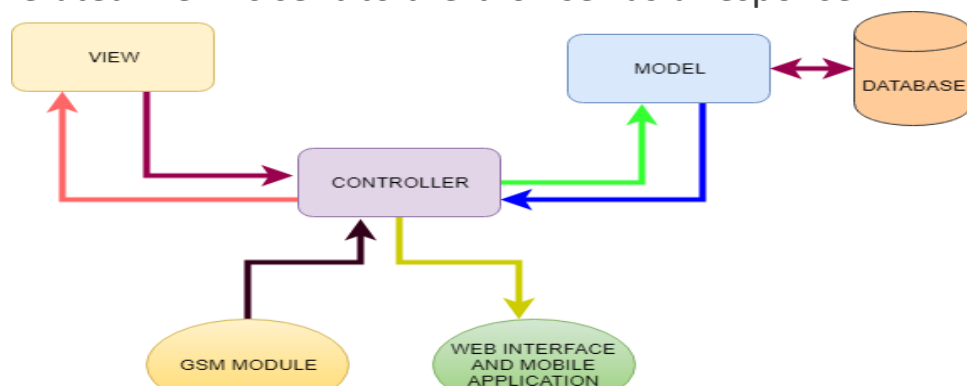 VIEW
MODEL
DATABASE
CONTROLLER
GSM MODULE
WEB INTERFACE
AND MOBILE
APPLICATION